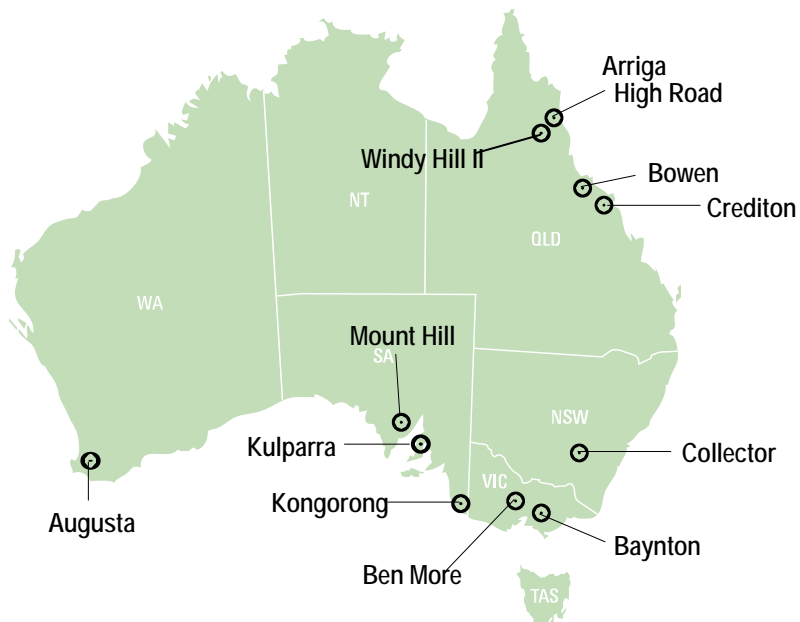 Arriga
High Road
Windy Hill II
Bowen
Crediton
NT
QLD
WA
Mount Hill
SA
NSW
Kulparra
Collector
VIC
Kongorong
Augusta
Baynton
Ben More
TAS